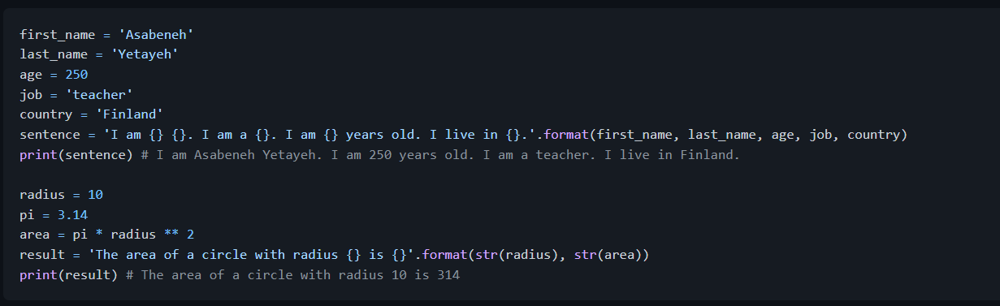 first_name = 'Asabeneh'
last_name = 'Yetayeh'
age = 250
job = 'teacher'
country = 'Finland'
sentence = 'I am {} {}. I am a {}. I am {} years old. I live in {}.'.format(first_name, last_name, age, job, country)
print(sentence) # I am Asabeneh Yetayeh. I am 250 years old. I am a teacher. I live in Finland.

radius = 10
pi = 3.14
area = pi * radius ** 2
result = 'The area of a circle with radius {} is {}'.format(str(radius), str(area))
print(result) # The area of a circle with radius 10 is 314